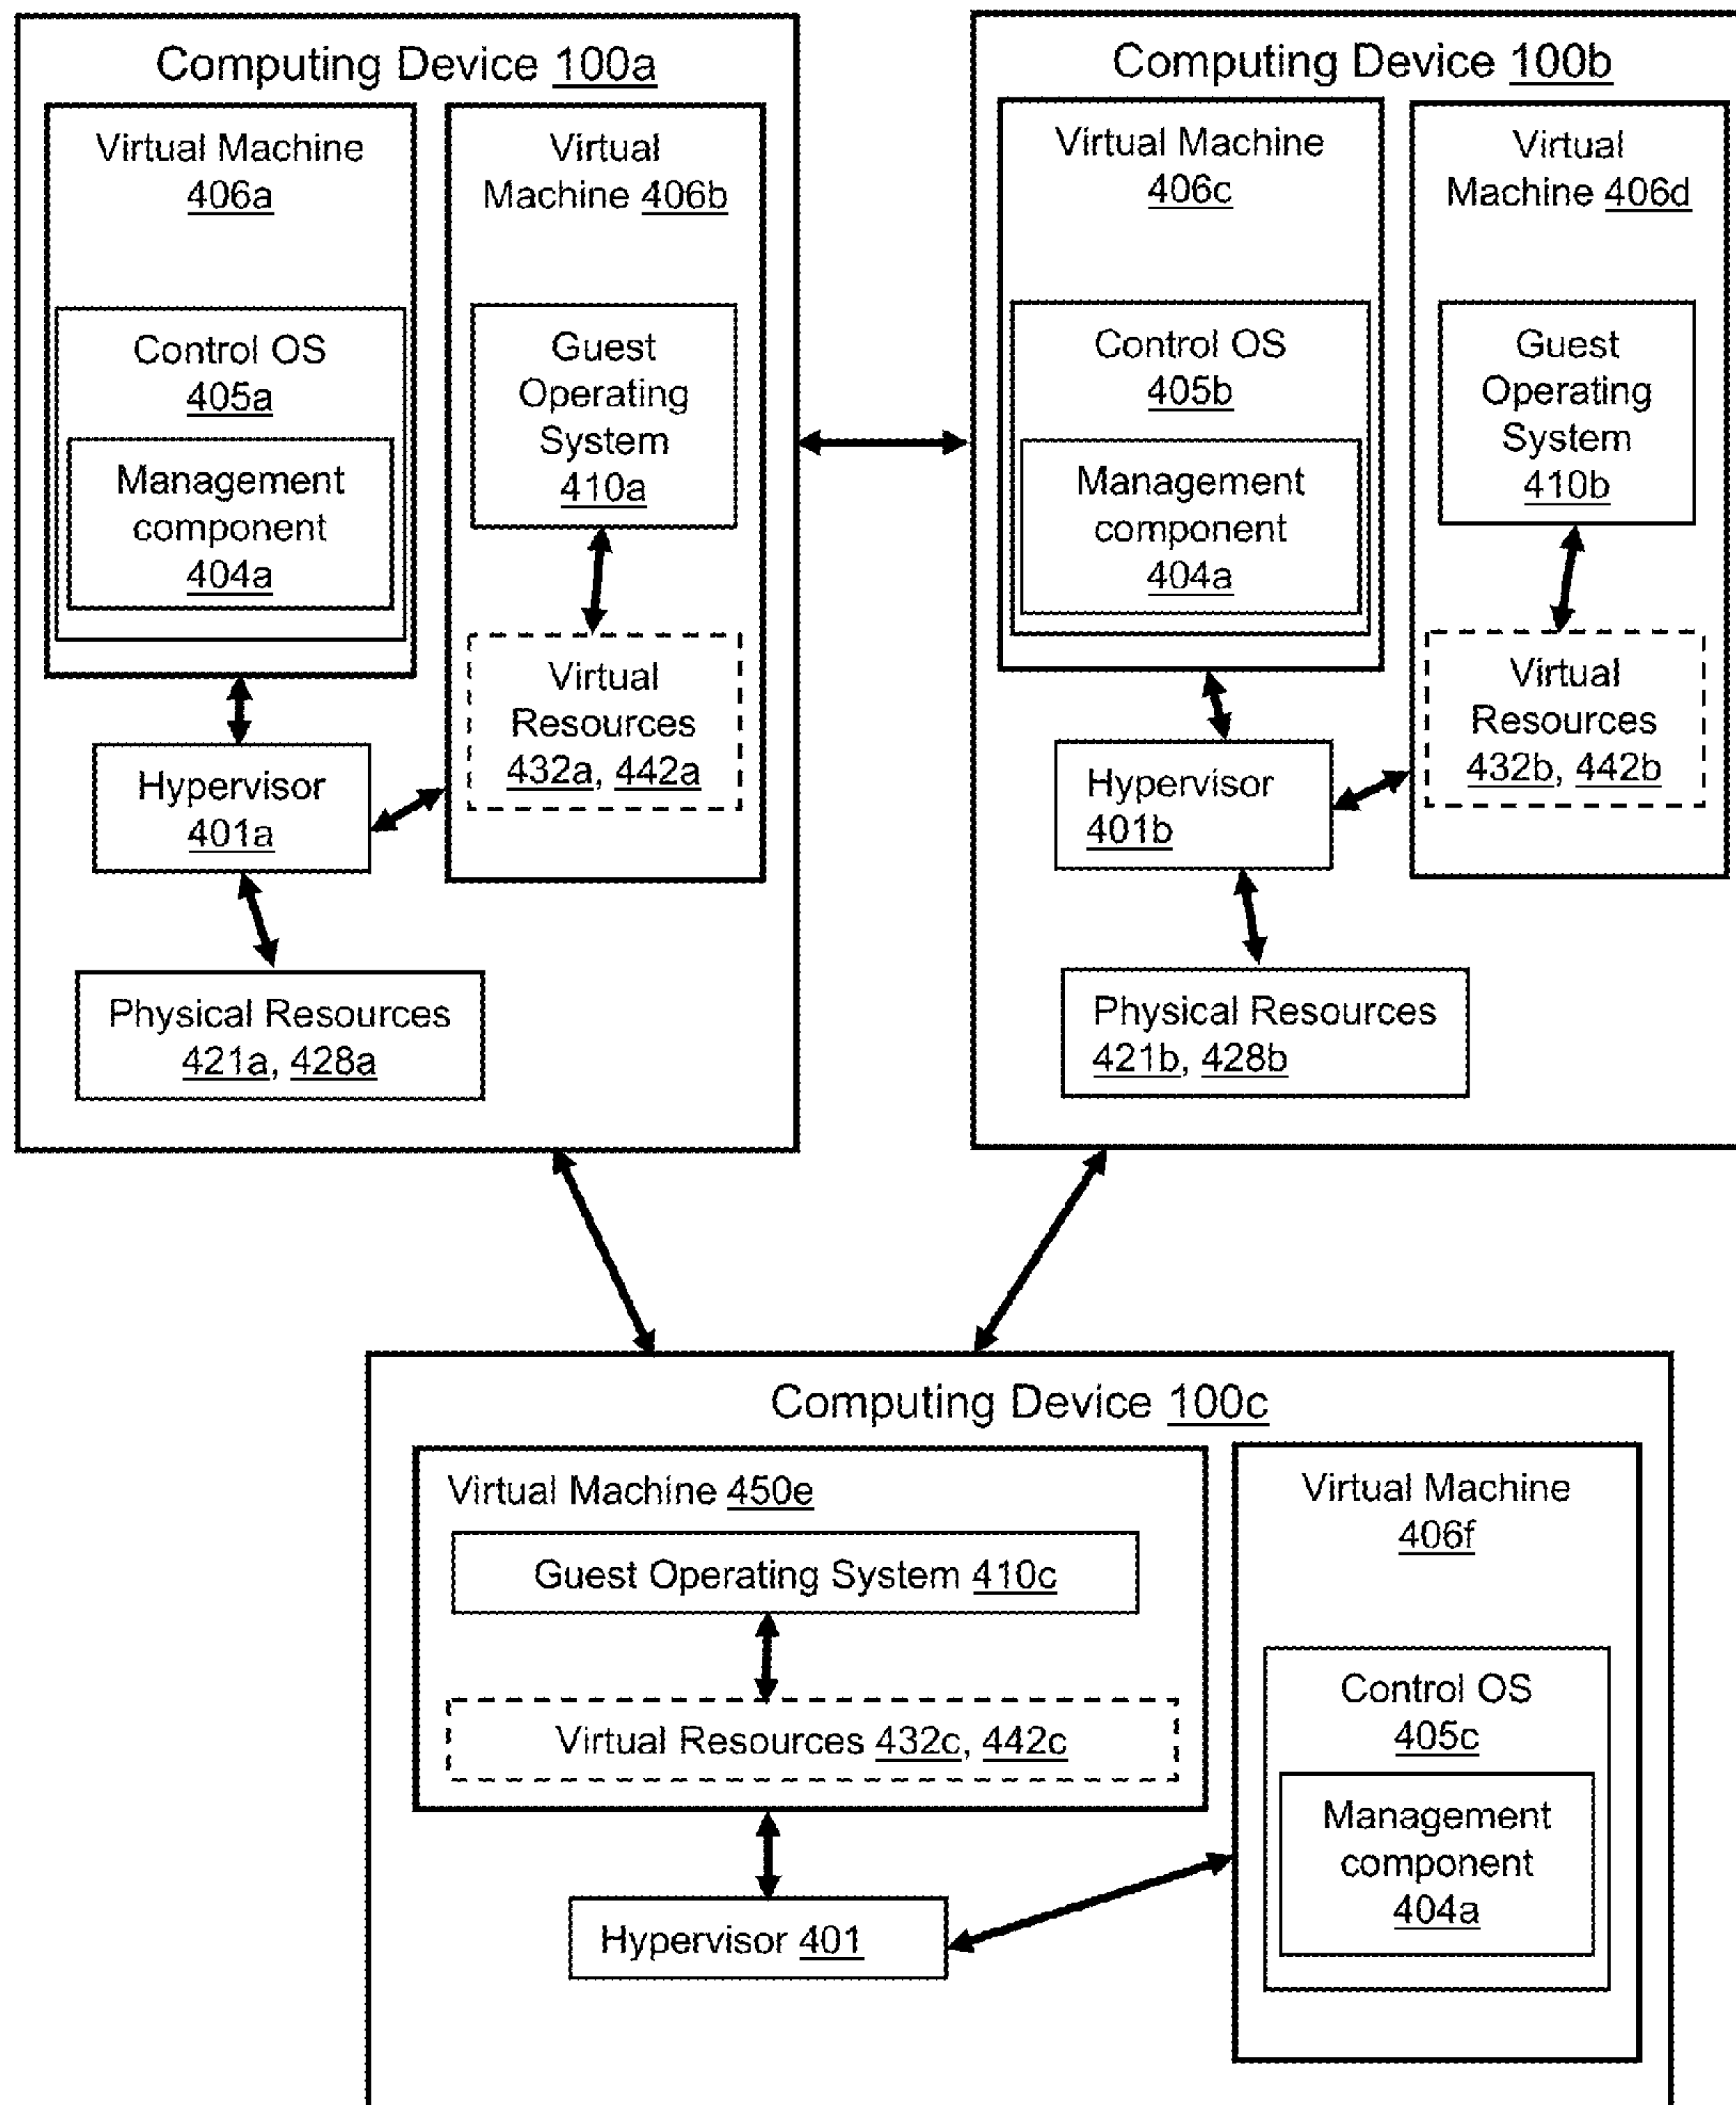 Computing Device 100a
Virtual Machine
406a
Control OS
405a
Management
component
404a
Virtual
Machine 406b
Guest
Operating
System
410a
Virtual
Resources
432a, 442a
Hypervisor
401a
Physical Resources
421a, 428a
Computing Device 100b
Virtual Machine
406c
Control OS
405b
Management
component
404a
Virtual
Machine 406d
Guest
Operating
System
410b
Virtual
Resources
432b, 442b
Hypervisor
401b
Physical Resources
421b, 428b
Computing Device 100c
Virtual Machine 450e
Guest Operating System 410c
Virtual Resources 432c, 442c
Hypervisor 401
Virtual Machine
406f
Control OS
405c
Management
component
404a